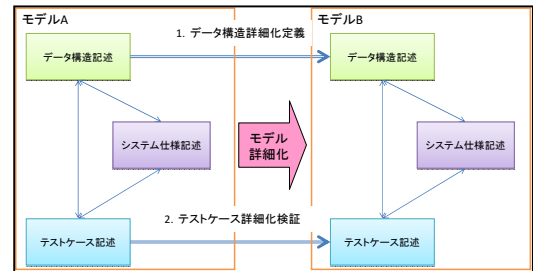 モデルA
モデルB
1. データ構造詳細化定義
データ構造記述
データ構造記述
システム仕様記述
モデル
詳細化
システム仕様記述
2. テストケース詳細化検証
テストケース記述
テストケース記述